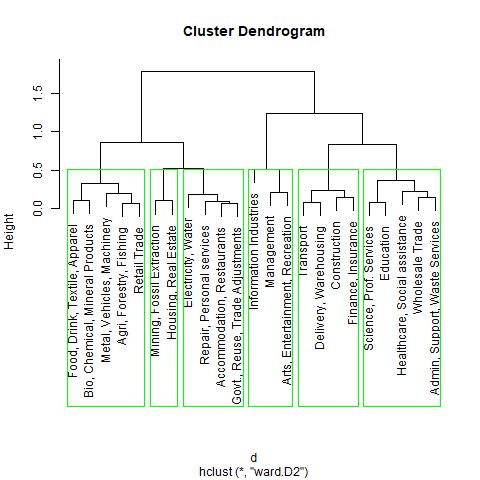 Cluster Dendrogram
Height
0.0
0.5
1.0
1.5
Food, Drink, Textile, Apparel
Bio, Chemical, Mineral Products
Metal, Vehicles, Machinery
Agri, Forestry, Fishing
Retail Trade
Mining, Fossil Extraction
Housing, Real Estate
Electricity, Water
Repair, Personal services
Accommodation, Restaurants
Govt., Reuse, Trade Adjustments
Information Industries
Management
Arts, Entertainment, Recreation
Transport
Delivery, Warehousing
Construction
Finance, Insurance
Science, Prof. Services
Education
Healthcare, Social assistance
Wholesale Trade
Admin, Support, Waste Services
d
hclust (*, "ward.D2")